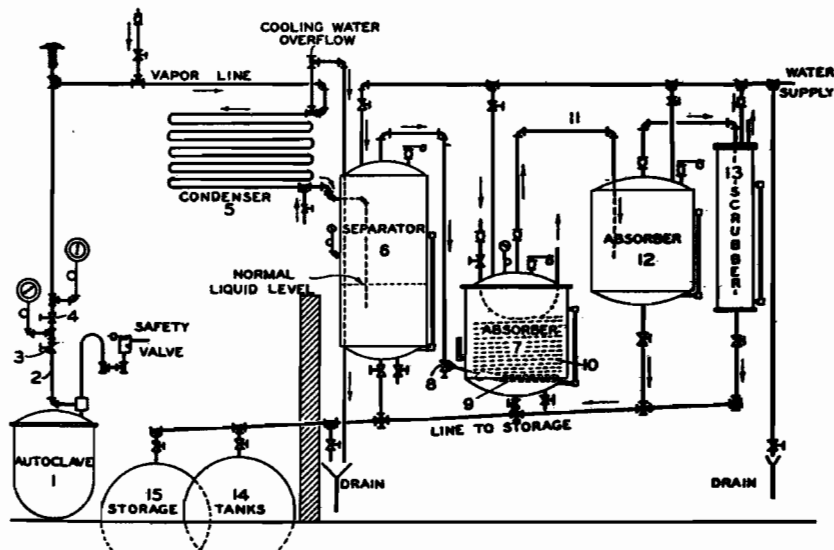 COOLING WATER
OVERFLOW
VAPOR LINE
WATER
SUPPLY
CONDENSER
5
SEPARATOR
6
NORMAL
LIQUID LEVEL
11
ABSORBER
12
13
SCRUBBER
ABSORBER
7
8
9
10
4
3
2
SAFETY
VALVE
AUTOCLAVE
1
15
STORAGE
14
TANKS
LINE TO STORAGE
DRAIN
DRAIN